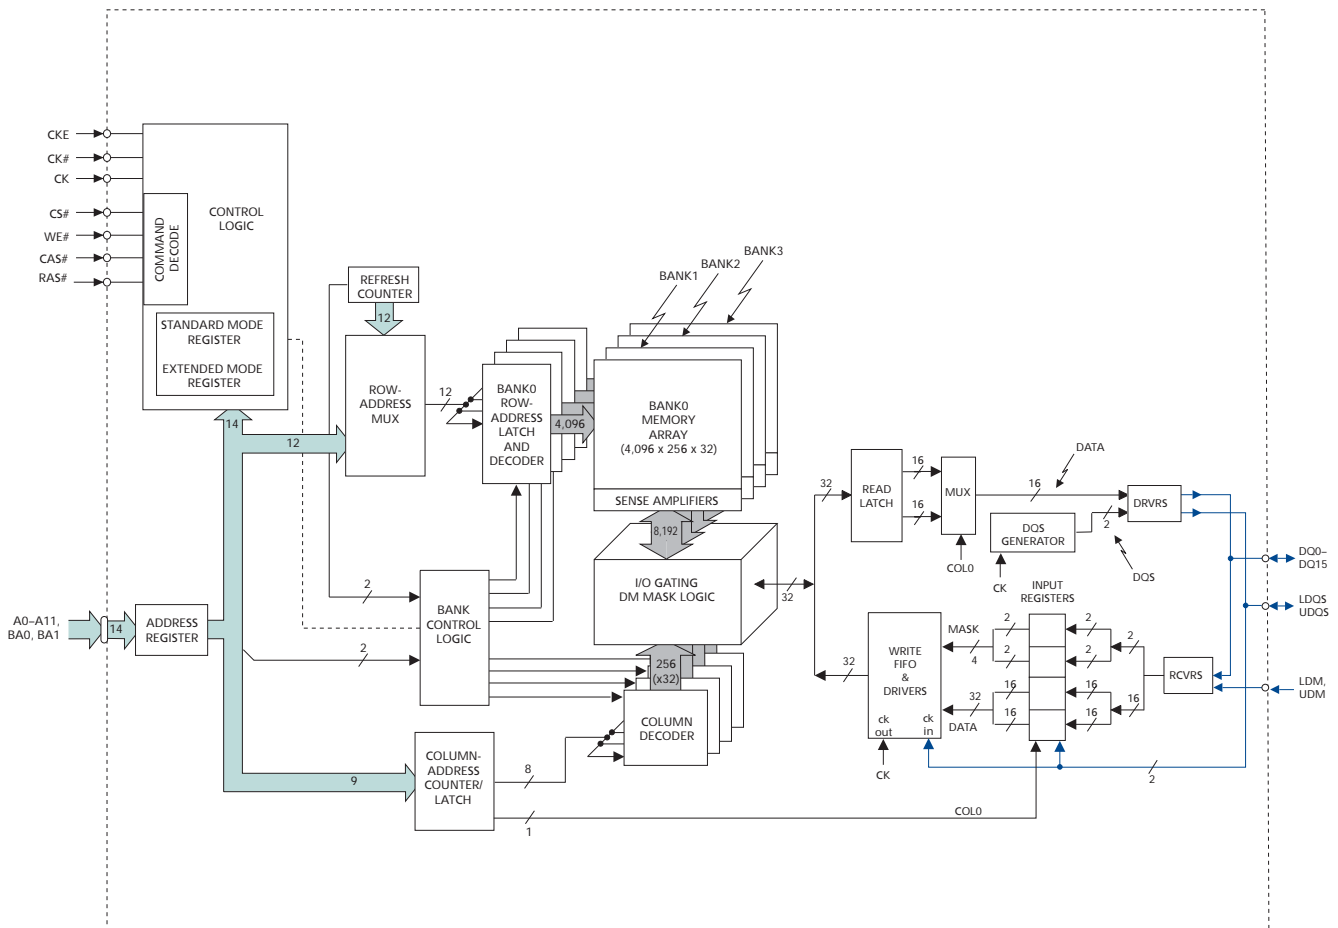 CKE
CK#
CK
CS#
WE#
CAS#
RAS#
COMMAND
DECODE
CONTROL
LOGIC
STANDARD MODE
REGISTER
EXTENDED MODE
REGISTER
REFRESH
COUNTER
12
ROW-
ADDRESS
MUX
12
14
12
BANK0
ROW-
ADDRESS
LATCH
AND
DECODER
4,096
BANK1
BANK2
BANK3
BANK0
MEMORY
ARRAY
(4,096 x 256 x 32)
SENSE AMPLIFIERS
8,192
I/O GATING
DM MASK LOGIC
256
(x32)
COLUMN
DECODER
A0–A11,
BA0, BA1
14
ADDRESS
REGISTER
2
2
BANK
CONTROL
LOGIC
9
COLUMN-
ADDRESS
COUNTER/
LATCH
8
1
COL0
32
32
32
READ
LATCH
16
16
MUX
COL0
16
DATA
DQS
GENERATOR
CK
2
DQS
DRVRS
DQ0–
DQ15
LDQS
UDQS
LDM,
UDM
INPUT
REGISTERS
WRITE
FIFO
&
DRIVERS
ck
out
ck
in
CK
MASK
4
32
DATA
2
2
16
16
2
2
16
16
2
16
RCVRS
2